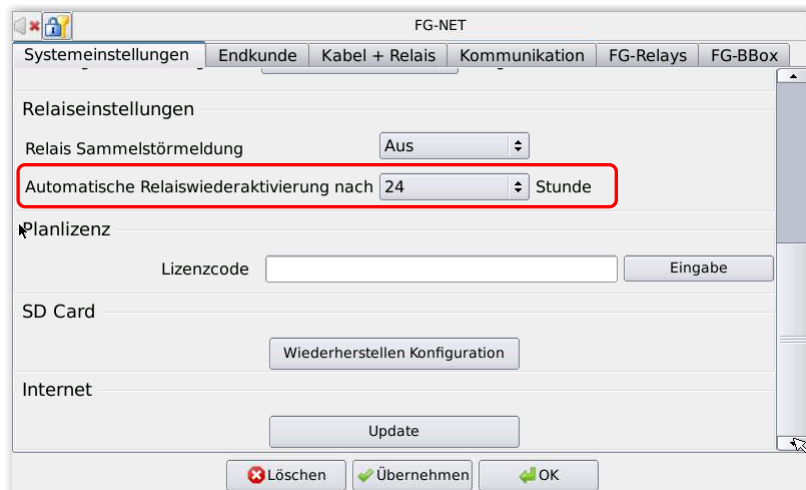 FG-NET
Systemeinstellungen Endkunde Kabel + Relais Kommunikation FG-Relays FG-BBox
Relaiseinstellungen
Relais Sammelstörmeldung Aus
Automatische Relaiswiederaktivierung nach 24 Stunde
Planlizenz
Lizenzcode Eingabe
SD Card
Wiederherstellen Konfiguration
Internet
Update
Löschen Übernehmen OK